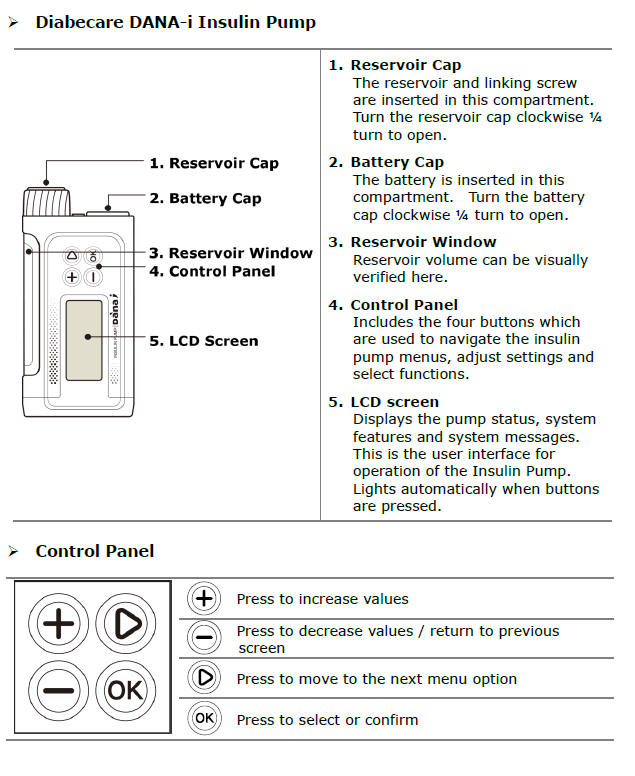 ➢ Diabecare DANA-i Insulin Pump
1. Reservoir Cap
2. Battery Cap
3. Reservoir Window
4. Control Panel
5. LCD Screen
OK
INSULIN PUMP DANA i
1. Reservoir Cap
The reservoir and linking screw
are inserted in this compartment.
Turn the reservoir cap clockwise ¼
turn to open.
2. Battery Cap
The battery is inserted in this
compartment. Turn the battery
cap clockwise ¼ turn to open.
3. Reservoir Window
Reservoir volume can be visually
verified here.
4. Control Panel
Includes the four buttons which
are used to navigate the insulin
pump menus, adjust settings and
select functions.
5. LCD screen
Displays the pump status, system
features and system messages.
This is the user interface for
operation of the Insulin Pump.
Lights automatically when buttons
are pressed.
➢ Control Panel
+
− OK
+ Press to increase values
− Press to decrease values / return to previous
screen
Press to move to the next menu option
OK Press to select or confirm